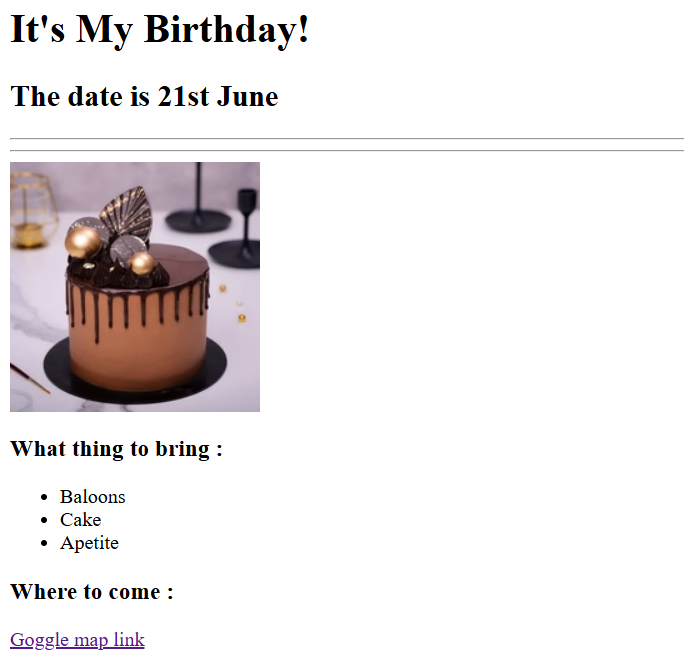 It's My Birthday!
The date is 21st June
What thing to bring :
Baloons
Cake
Apetite
Where to come :
Goggle map link